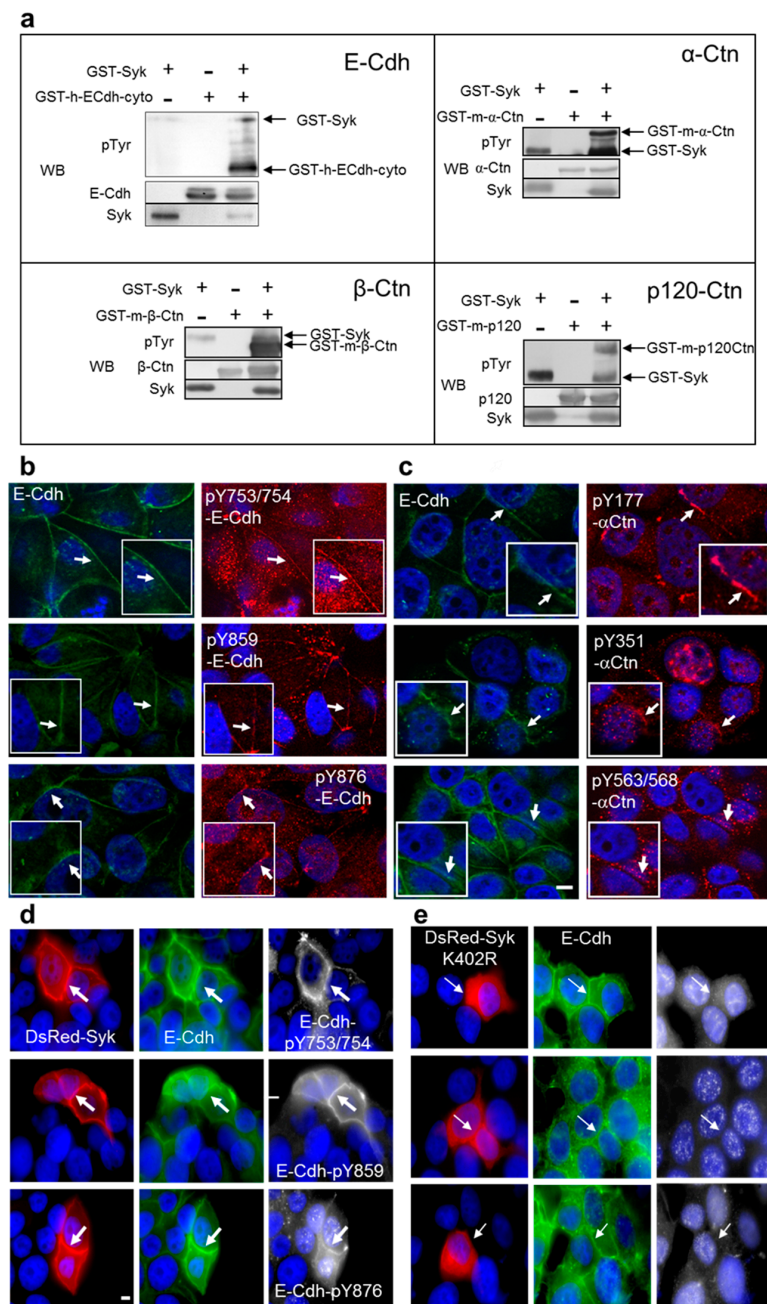 a
E-Cdh
GST-Syk + - +
GST-h-ECdh-cyto - + +
GST-Syk
pTyr
GST-h-ECdh-cyto
WB
E-Cdh
Syk
α-Ctn
GST-Syk + - +
GST-m-α-Ctn - + +
GST-m-α-Ctn
pTyr
GST-Syk
WB α-Ctn
Syk
β-Ctn
GST-Syk + - +
GST-m-β-Ctn - + +
GST-Syk
pTyr
GST-m-β-Ctn
WB β-Ctn
Syk
p120-Ctn
GST-Syk + - +
GST-m-p120 - + +
GST-m-p120Ctn
pTyr
GST-Syk
WB
p120
Syk
b
E-Cdh
pY753/754
-E-Cdh
pY859
-E-Cdh
pY876
-E-Cdh
c
E-Cdh
pY177
-αCtn
pY351
-αCtn
pY563/568
-αCtn
d
DsRed-Syk
E-Cdh
E-Cdh-
pY753/754
E-Cdh-pY859
E-Cdh-pY876
e
DsRed-Syk
K402R
E-Cdh